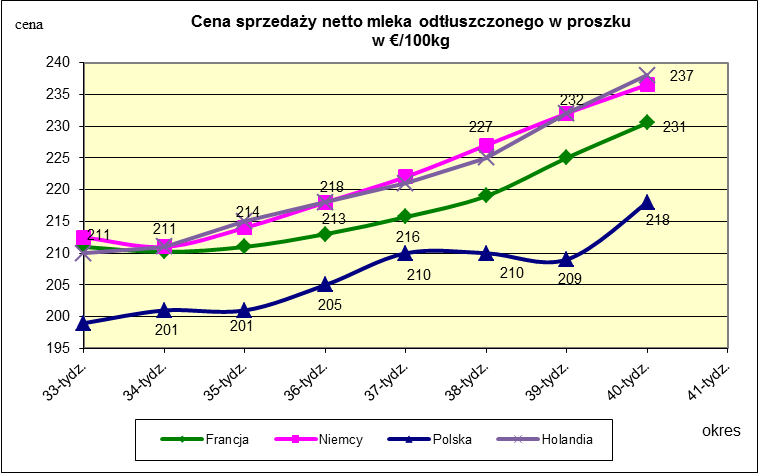 cena
Cena sprzedaży netto mleka odtłuszczonego w proszku
w €/100kg
240
235
230
225
220
215
210
205
200
195
237
232
231
227
218
214
213
211
211
216
218
210
210
209
205
201
201
33-tydz.
34-tydz.
35-tydz.
36-tydz.
37-tydz.
38-tydz.
39-tydz.
40-tydz.
41-tydz.
okres
Francja
Niemcy
Polska
Holandia